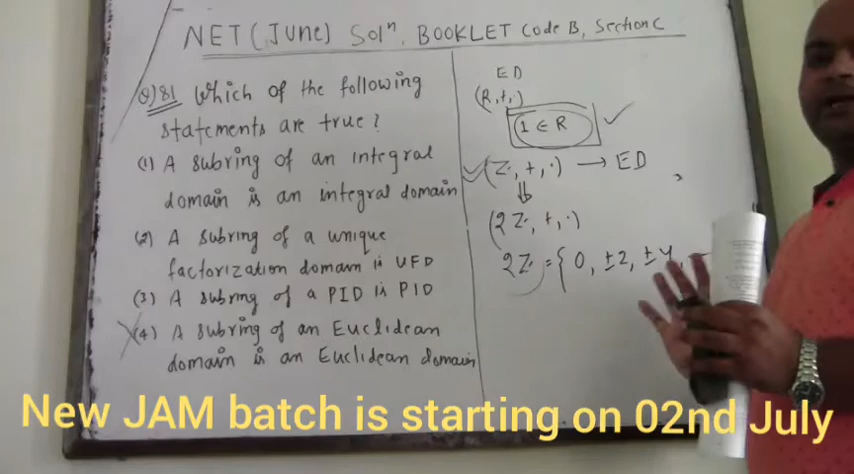 NET (June) Solⁿ. BOOKLET Code B, Section C
Q)81 Which of the following
statements are true?
(1) A subring of an integral
domain is an integral domain
(2) A subring of a unique
factorization domain is UFD
(3) A subring of a PID is PID
(4) A subring of an Euclidean
domain is an Euclidean domain
ED
(R,+,·)
1 ∈ R
(Z, +, ·) → ED
⇓
(2Z, +, ·)
2Z = { 0, ±2, ±4,
New JAM batch is starting on 02nd July